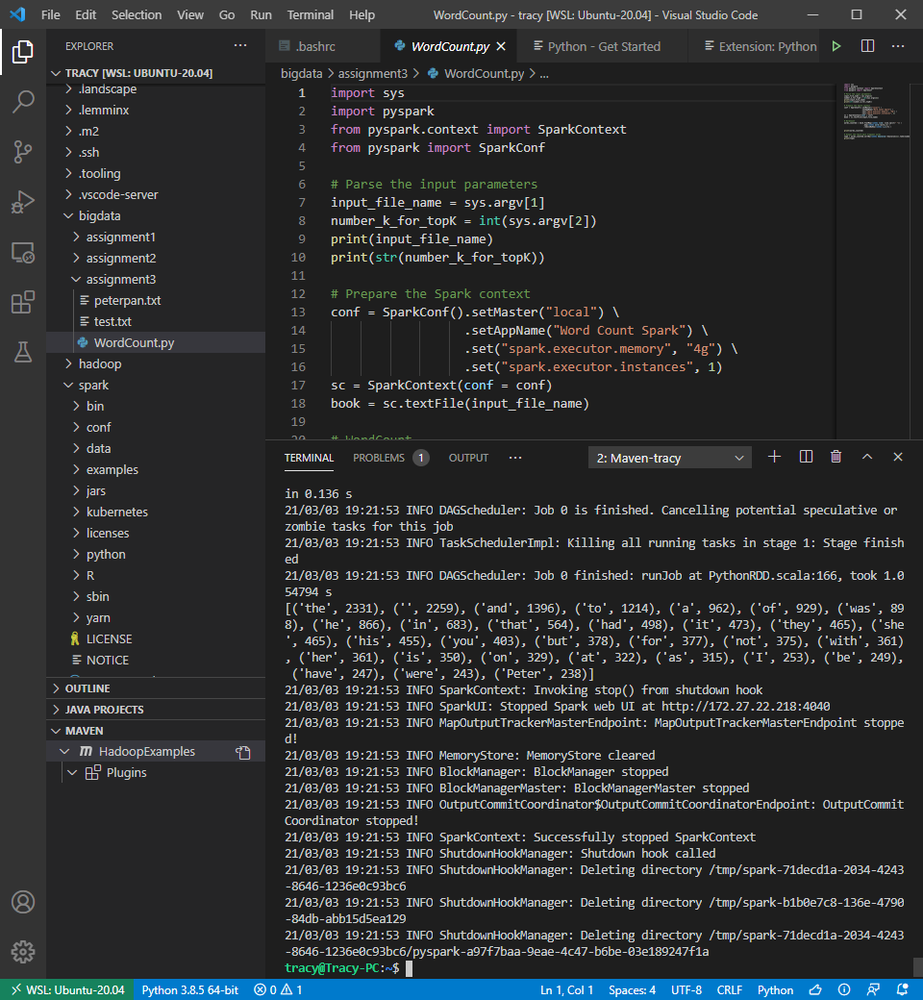 File Edit Selection View Go Run Terminal Help WordCount.py - tracy [WSL: Ubuntu-20.04] - Visual Studio Code
EXPLORER ...
TRACY [WSL: UBUNTU-20.04]
.landscape
.lemminx
.m2
.ssh
.tooling
.vscode-server
bigdata
assignment1
assignment2
assignment3
peterpan.txt
test.txt
WordCount.py
hadoop
spark
bin
conf
data
examples
jars
kubernetes
licenses
python
R
sbin
yarn
LICENSE
NOTICE
OUTLINE
JAVA PROJECTS
MAVEN
HadoopExamples
Plugins
.bashrc WordCount.py Python - Get Started Extension: Python
bigdata > assignment3 > WordCount.py > ...
1 import sys
2 import pyspark
3 from pyspark.context import SparkContext
4 from pyspark import SparkConf
5
6 # Parse the input parameters
7 input_file_name = sys.argv[1]
8 number_k_for_topK = int(sys.argv[2])
9 print(input_file_name)
10 print(str(number_k_for_topK))
11
12 # Prepare the Spark context
13 conf = SparkConf().setMaster("local") \
14 .setAppName("Word Count Spark") \
15 .set("spark.executor.memory", "4g") \
16 .set("spark.executor.instances", 1)
17 sc = SparkContext(conf = conf)
18 book = sc.textFile(input_file_name)
19
20 # WordCount
TERMINAL PROBLEMS 1 OUTPUT ... 2: Maven-tracy
in 0.136 s
21/03/03 19:21:53 INFO DAGScheduler: Job 0 is finished. Cancelling potential speculative or
zombie tasks for this job
21/03/03 19:21:53 INFO TaskSchedulerImpl: Killing all running tasks in stage 1: Stage finish
ed
21/03/03 19:21:53 INFO DAGScheduler: Job 0 finished: runJob at PythonRDD.scala:166, took 1.0
54794 s
[('the', 2331), ('', 2259), ('and', 1396), ('to', 1214), ('a', 962), ('of', 929), ('was', 89
8), ('he', 866), ('in', 683), ('that', 564), ('had', 498), ('it', 473), ('they', 465), ('she
', 465), ('his', 455), ('you', 403), ('but', 378), ('for', 377), ('not', 375), ('with', 361)
, ('her', 361), ('is', 350), ('on', 329), ('at', 322), ('as', 315), ('I', 253), ('be', 249),
('have', 247), ('were', 243), ('Peter', 238)]
21/03/03 19:21:53 INFO SparkContext: Invoking stop() from shutdown hook
21/03/03 19:21:53 INFO SparkUI: Stopped Spark web UI at http://172.27.22.218:4040
21/03/03 19:21:53 INFO MapOutputTrackerMasterEndpoint: MapOutputTrackerMasterEndpoint stoppe
d!
21/03/03 19:21:53 INFO MemoryStore: MemoryStore cleared
21/03/03 19:21:53 INFO BlockManager: BlockManager stopped
21/03/03 19:21:53 INFO BlockManagerMaster: BlockManagerMaster stopped
21/03/03 19:21:53 INFO OutputCommitCoordinator$OutputCommitCoordinatorEndpoint: OutputCommit
Coordinator stopped!
21/03/03 19:21:53 INFO SparkContext: Successfully stopped SparkContext
21/03/03 19:21:53 INFO ShutdownHookManager: Shutdown hook called
21/03/03 19:21:53 INFO ShutdownHookManager: Deleting directory /tmp/spark-71decd1a-2034-4243
-8646-1236e0c93bc6
21/03/03 19:21:53 INFO ShutdownHookManager: Deleting directory /tmp/spark-b1b0e7c8-136e-4790
-84db-abb15d5ea129
21/03/03 19:21:53 INFO ShutdownHookManager: Deleting directory /tmp/spark-71decd1a-2034-4243
-8646-1236e0c93bc6/pyspark-a97f7baa-9eae-4c47-b6be-03e189247f1a
tracy@Tracy-PC:~$
WSL: Ubuntu-20.04 Python 3.8.5 64-bit 0 1 Ln 1, Col 1 Spaces: 4 UTF-8 CRLF Python